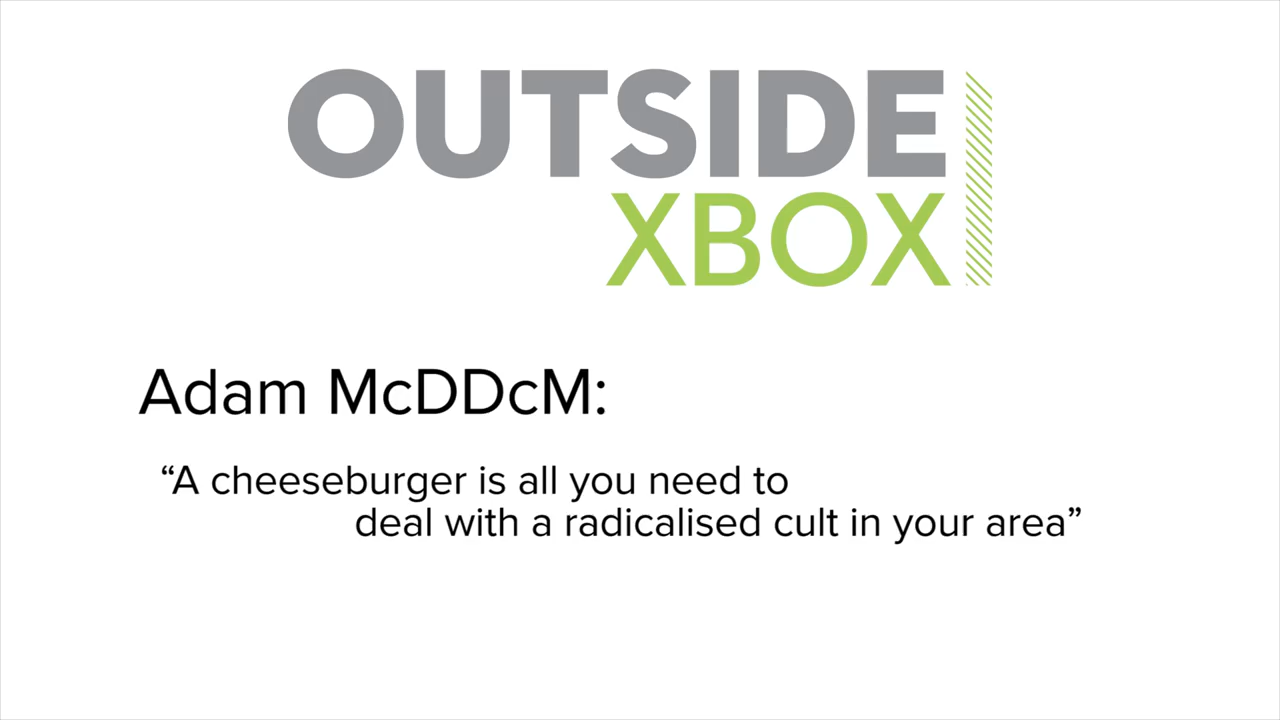 OUTSIDE
XBOX
Adam McDDcM:
“A cheeseburger is all you need to
deal with a radicalised cult in your area”